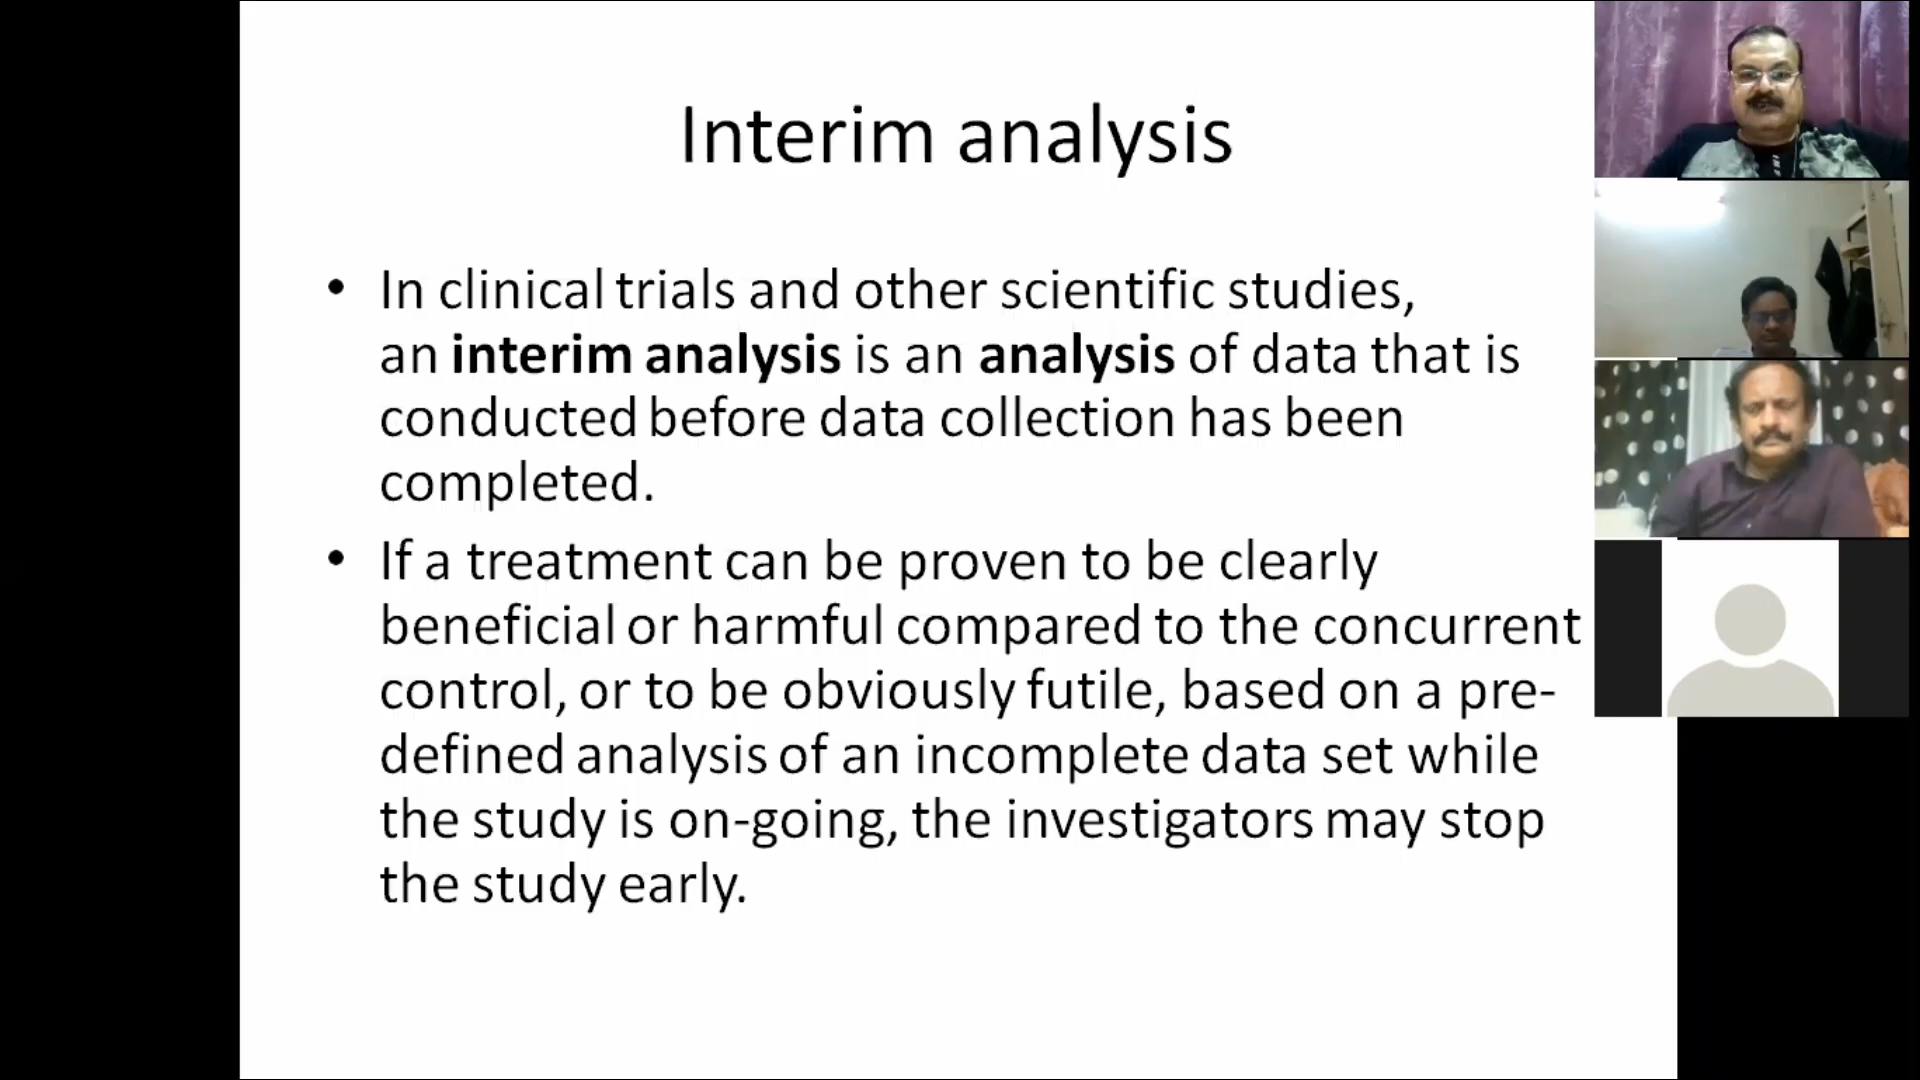 Interim analysis
• In clinical trials and other scientific studies,
an interim analysis is an analysis of data that is
conducted before data collection has been
completed.
• If a treatment can be proven to be clearly
beneficial or harmful compared to the concurrent
control, or to be obviously futile, based on a pre-
defined analysis of an incomplete data set while
the study is on-going, the investigators may stop
the study early.